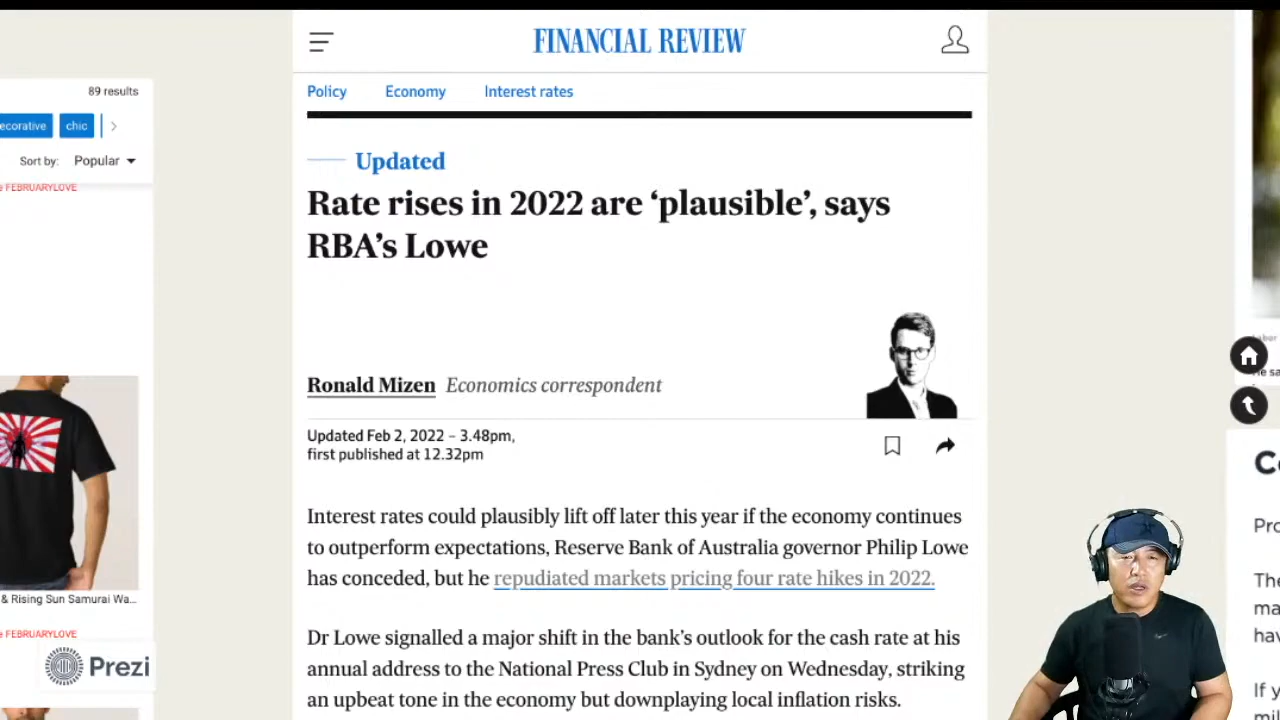 89 results
chic
Sort by: Popular
FEBRUARYLOVE
& Rising Sun Samurai Wa...
FEBRUARYLOVE
Prezi
FINANCIAL REVIEW
Policy
Economy
Interest rates
Updated
Rate rises in 2022 are ‘plausible’, says
RBA’s Lowe
Ronald Mizen Economics correspondent
Updated Feb 2, 2022 – 3.48pm,
first published at 12.32pm
Interest rates could plausibly lift off later this year if the economy continues
to outperform expectations, Reserve Bank of Australia governor Philip Lowe
has conceded, but he repudiated markets pricing four rate hikes in 2022.
Dr Lowe signalled a major shift in the bank’s outlook for the cash rate at his
annual address to the National Press Club in Sydney on Wednesday, striking
an upbeat tone in the economy but downplaying local inflation risks.
If